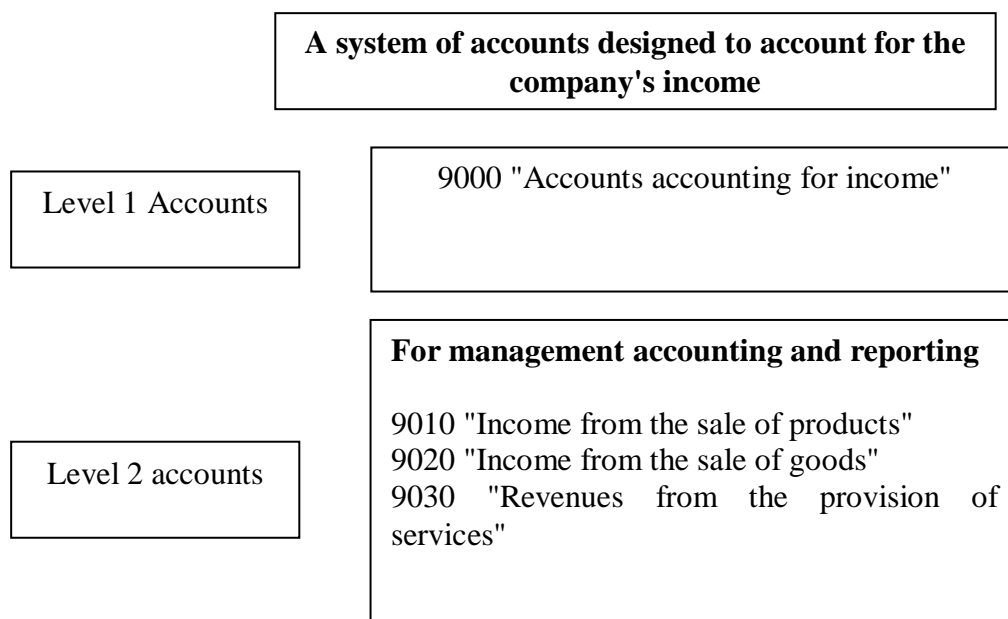 A system of accounts designed to account for the
company's income
Level 1 Accounts
9000 "Accounts accounting for income"
Level 2 accounts
For management accounting and reporting
9010 "Income from the sale of products"
9020 "Income from the sale of goods"
9030 "Revenues from the provision of
services"